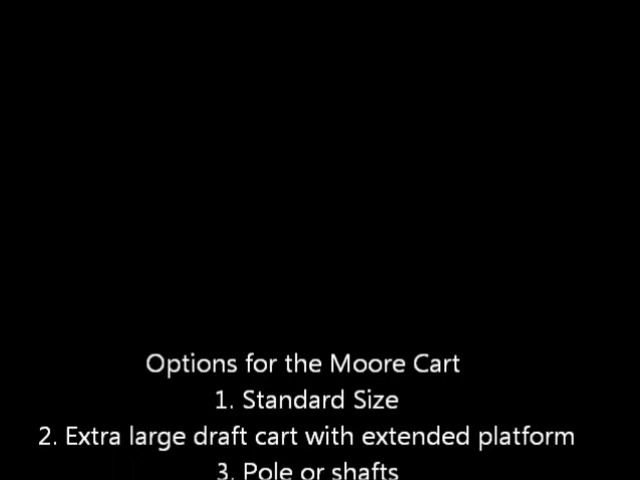 Options for the Moore Cart
1. Standard Size
2. Extra large draft cart with extended platform
3. Pole or shafts